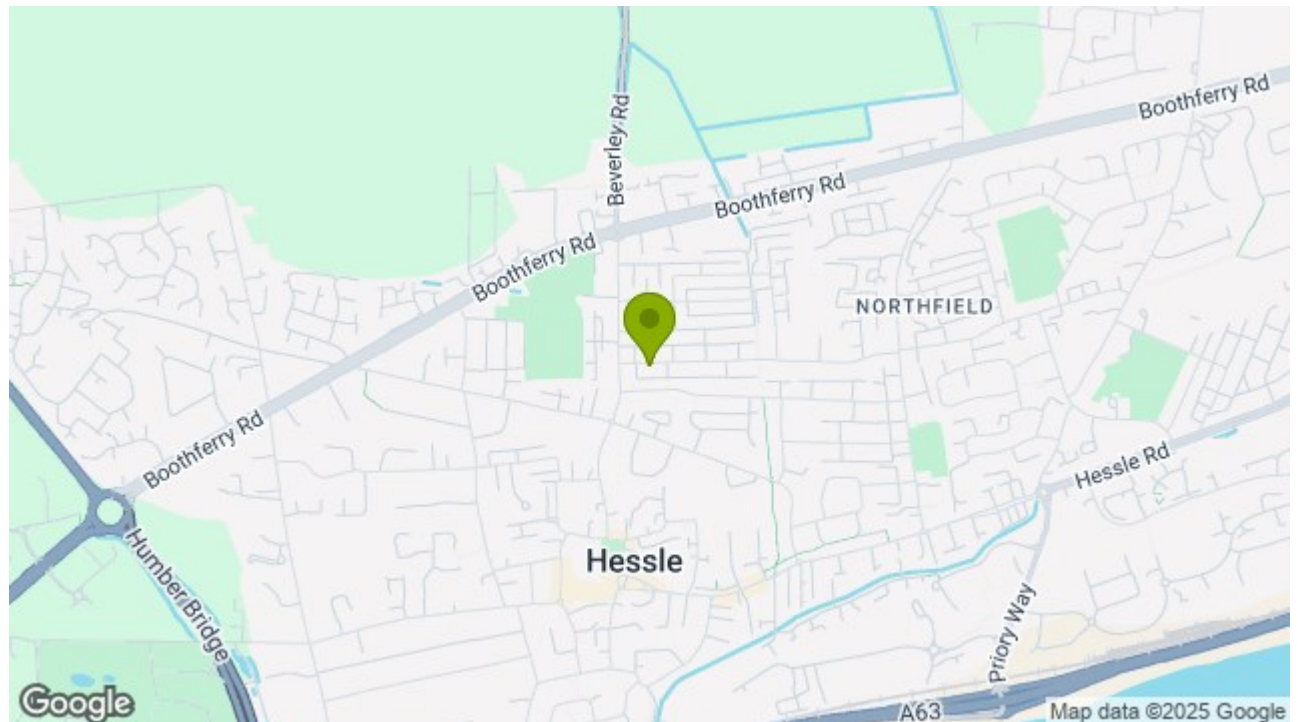 Boothferry Rd
Beverley Rd
Boothferry Rd
Boothferry Rd
NORTHFIELD
Boothferry Rd
Hessle Rd
Humber Bridge
Hessle
Priory Way
A63
Google
Map data ©2025 Google